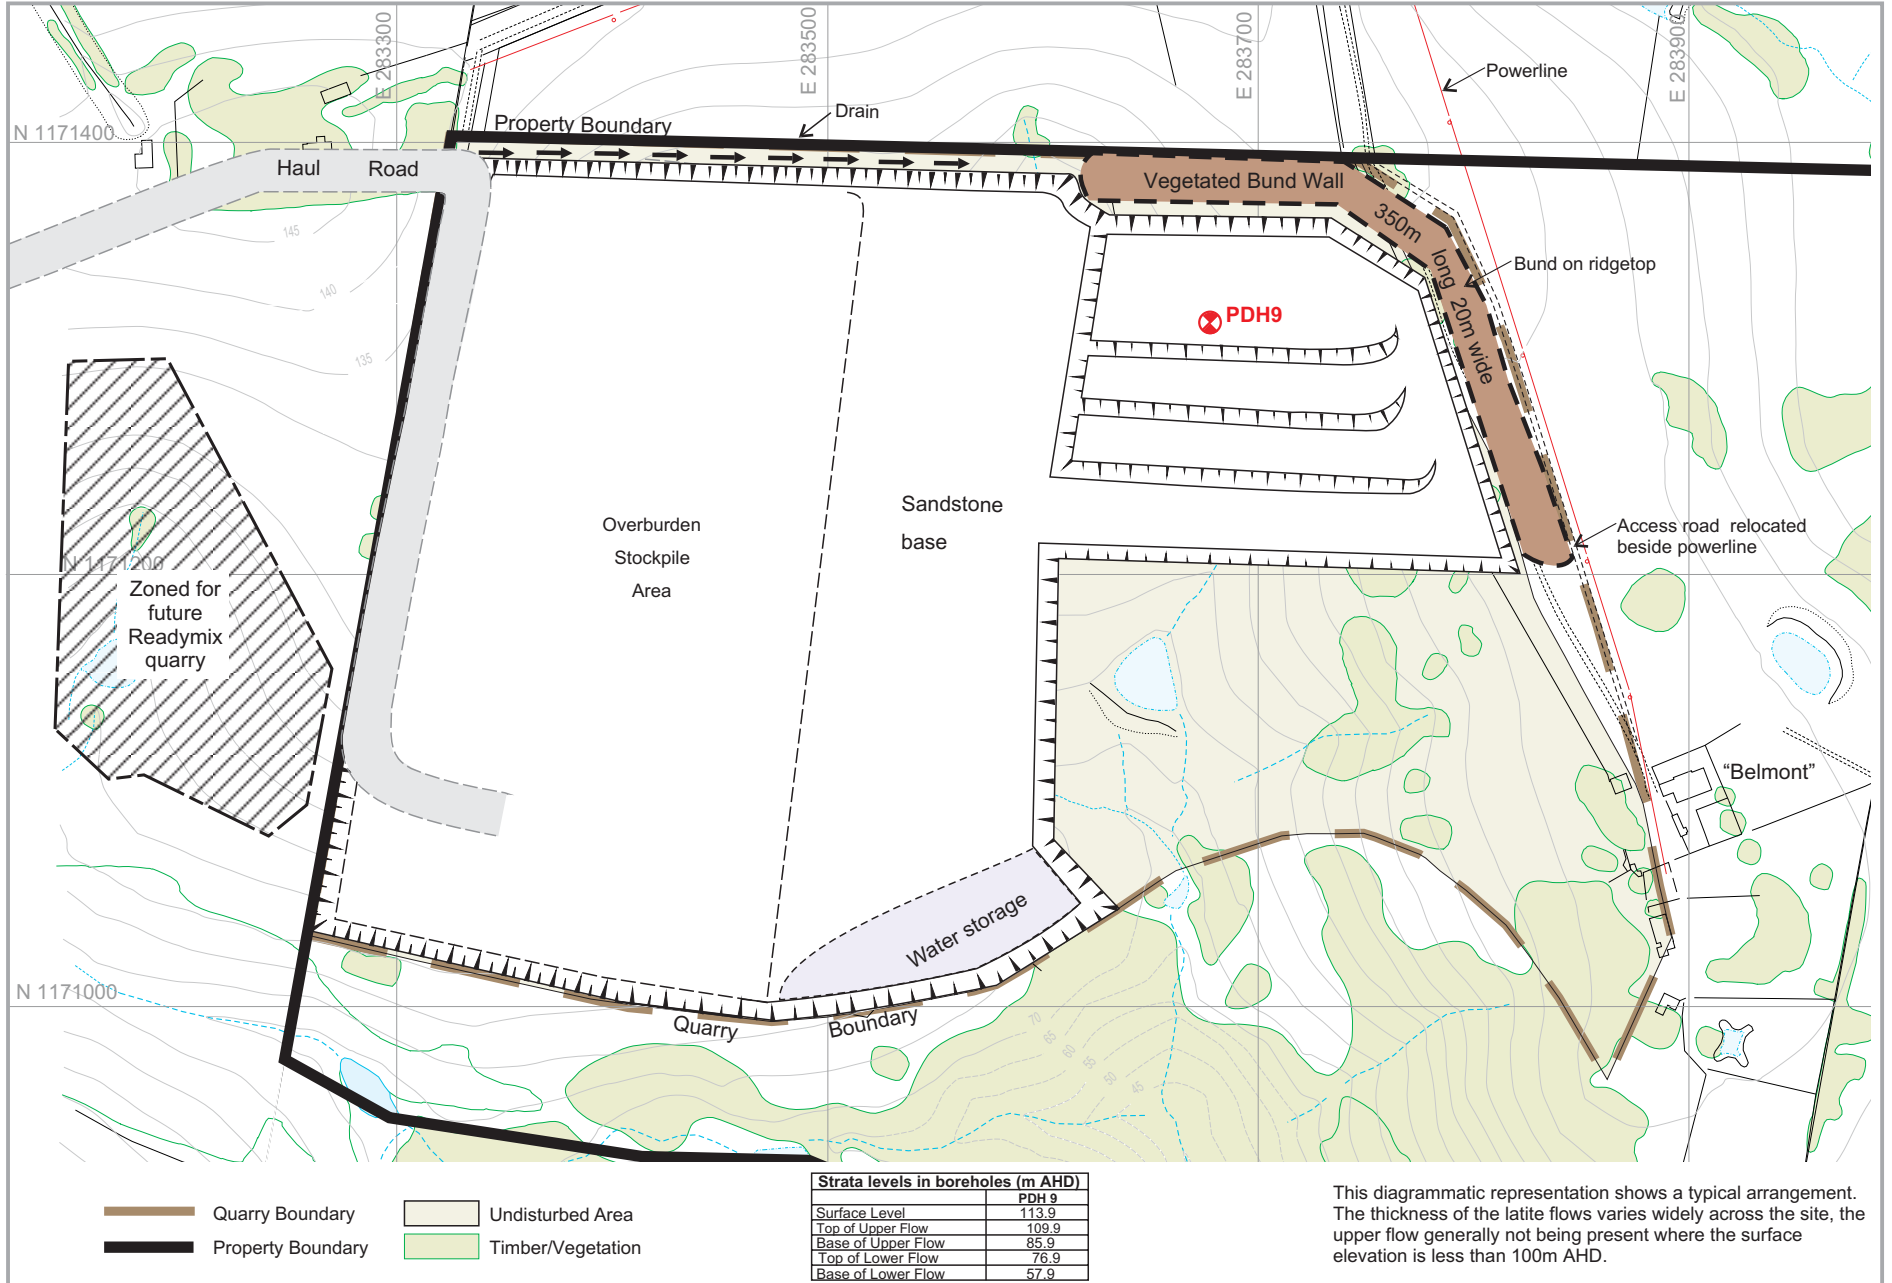 E 283300
E 283500
E 283700
E 283900
Powerline
Drain
Property Boundary
N 1171400
Haul Road
Vegetated Bund Wall
350m
long
20m wide
Bund on ridgetop
145
140
135
PDH9
Sandstone
base
Overburden
Stockpile
Area
Access road relocated
beside powerline
N 1171200
Zoned for
future
Readymix
quarry
"Belmont"
Water storage
N 1171000
Quarry Boundary
70
65
60
55
50
45
Quarry Boundary
Property Boundary
Undisturbed Area
Timber/Vegetation
Strata levels in boreholes (m AHD)
PDH 9
Surface Level 113.9
Top of Upper Flow 109.9
Base of Upper Flow 85.9
Top of Lower Flow 76.9
Base of Lower Flow 57.9
This diagrammatic representation shows a typical arrangement.
The thickness of the latite flows varies widely across the site, the
upper flow generally not being present where the surface
elevation is less than 100m AHD.